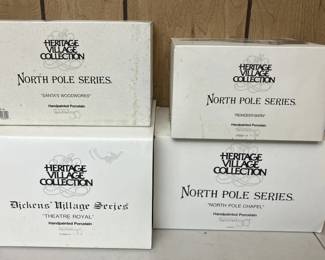 HERITAGE
VILLAGE
COLLECTION
NORTH POLE SERIES
"SANTA'S WOODWORKS"
Handpainted Porcelain
HERITAGE
VILLAGE
COLLECTION
NORTH POLE SERIES
"REINDEER BARN"
Handpainted Porcelain
HERITAGE
VILLAGE
COLLECTION
Dickens' Village Series
"THEATRE ROYAL"
Handpainted Porcelain
HERITAGE
VILLAGE
COLLECTION
NORTH POLE SERIES
"NORTH POLE CHAPEL"
Handpainted Porcelain